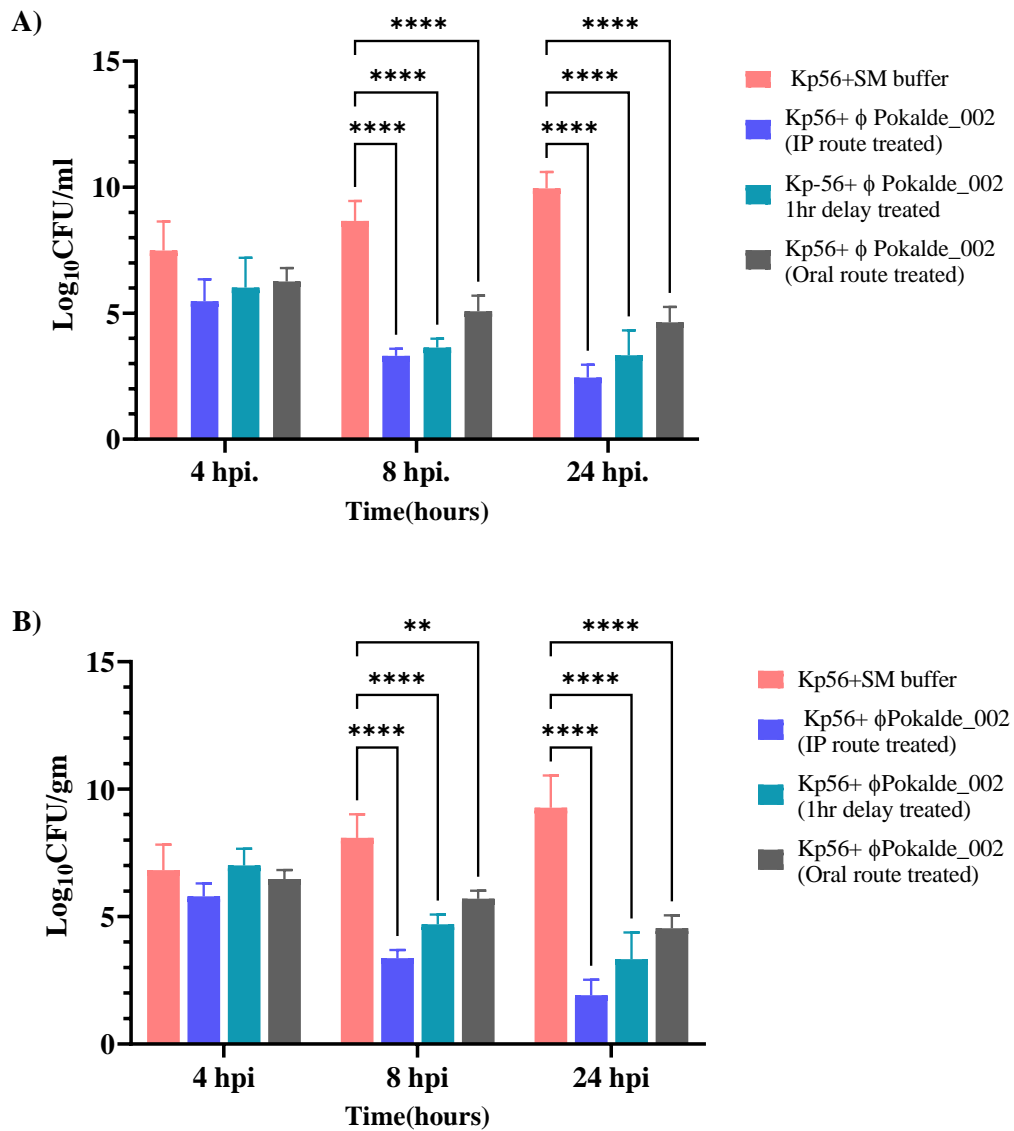 A)
****
****
****
****
****
****
15
10
5
0
Log10CFU/ml
4 hpi.
8 hpi.
24 hpi.
Time(hours)
Kp56+SM buffer
Kp56+ ϕ Pokalde_002
(IP route treated)
Kp-56+ ϕ Pokalde_002
1hr delay treated
Kp56+ ϕ Pokalde_002
(Oral route treated)
B)
**
****
****
****
****
****
15
10
5
0
Log10CFU/gm
4 hpi
8 hpi
24 hpi
Time(hours)
Kp56+SM buffer
Kp56+ ϕPokalde_002
(IP route treated)
Kp56+ ϕPokalde_002
(1hr delay treated)
Kp56+ ϕPokalde_002
(Oral route treated)